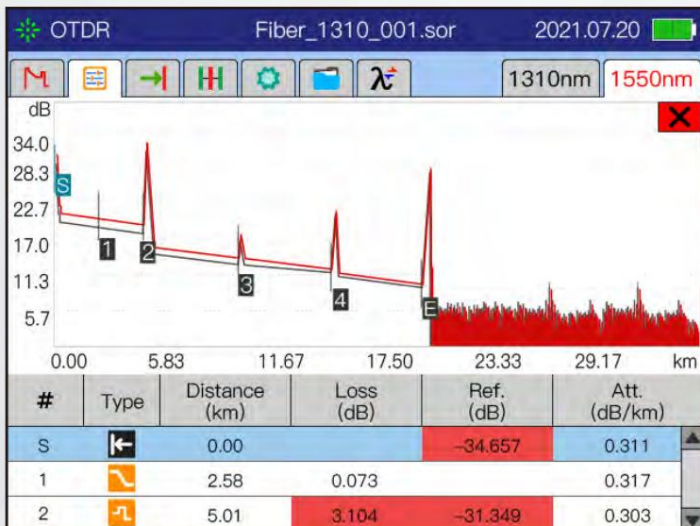 OTDR Fiber_1310_001.sor 2021.07.20
1310nm 1550nm
dB
34.0
28.3
22.7
17.0
11.3
5.7
S
1
2
3
4
E
0.00 5.83 11.67 17.50 23.33 29.17 km
# Type Distance (km) Loss (dB) Ref. (dB) Att. (dB/km)
S 0.00 -34.657 0.311
1 2.58 0.073 0.317
2 5.01 3.104 -31.349 0.303